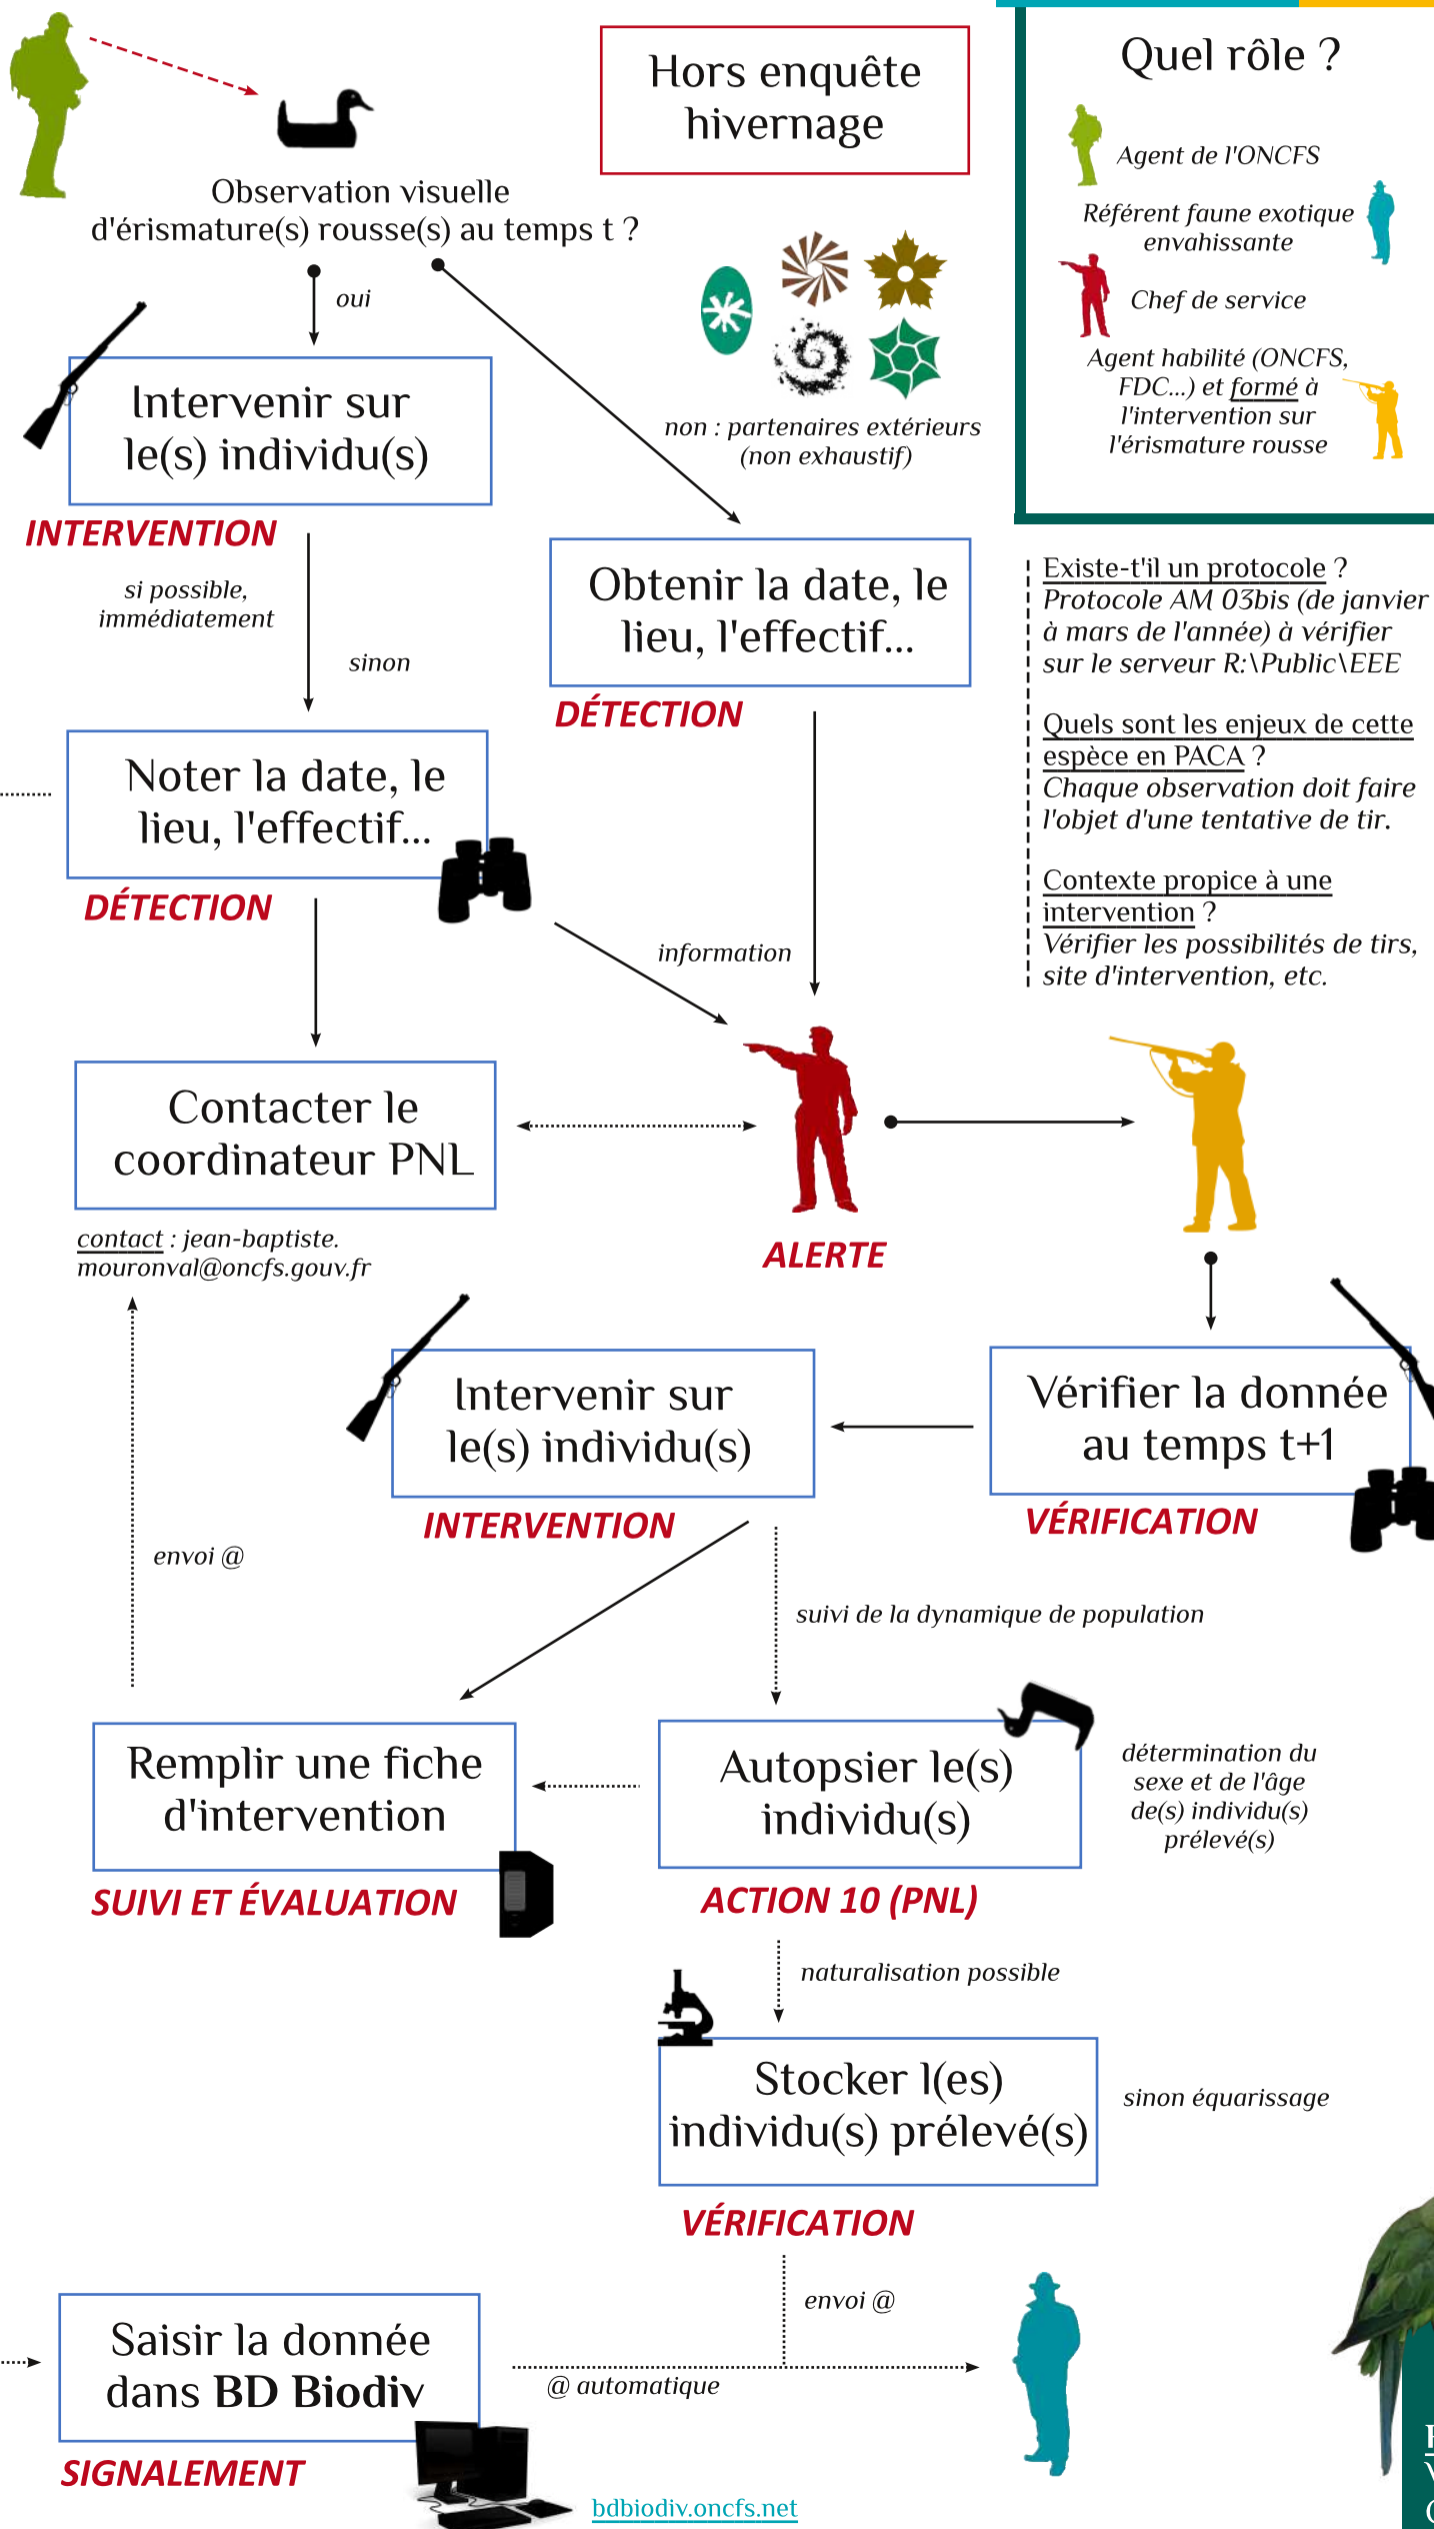 Hors enquête
hivernage
Quel rôle ?
Agent de l'ONCFS
Référent faune exotique
envahissante
Chef de service
Agent habilité (ONCFS,
FDC...) et formé à
l'intervention sur
l'érismature rousse
Observation visuelle
d'érismature(s) rousse(s) au temps t ?
oui
non : partenaires extérieurs
(non exhaustif)
Intervenir sur
le(s) individu(s)
INTERVENTION
si possible,
immédiatement
sinon
Obtenir la date, le
lieu, l'effectif...
DÉTECTION
Existe-t'il un protocole ?
Protocole AM 03bis (de janvier
à mars de l'année) à vérifier
sur le serveur R:\Public\EEE
Quels sont les enjeux de cette
espèce en PACA ?
Chaque observation doit faire
l'objet d'une tentative de tir.
Contexte propice à une
intervention ?
Vérifier les possibilités de tirs,
site d'intervention, etc.
Noter la date, le
lieu, l'effectif...
DÉTECTION
information
Contacter le
coordinateur PNL
contact : jean-baptiste.
mouronval@oncfs.gouv.fr
ALERTE
Intervenir sur
le(s) individu(s)
INTERVENTION
Vérifier la donnée
au temps t+1
VÉRIFICATION
envoi @
suivi de la dynamique de population
Remplir une fiche
d'intervention
SUIVI ET ÉVALUATION
Autopsier le(s)
individu(s)
ACTION 10 (PNL)
détermination du
sexe et de l'âge
de(s) individu(s)
prélevé(s)
naturalisation possible
Stocker l(es)
individu(s) prélevé(s)
VÉRIFICATION
sinon équarissage
envoi @
Saisir la donnée
dans BD Biodiv
SIGNALEMENT
@ automatique
bdbiodiv.oncfs.net